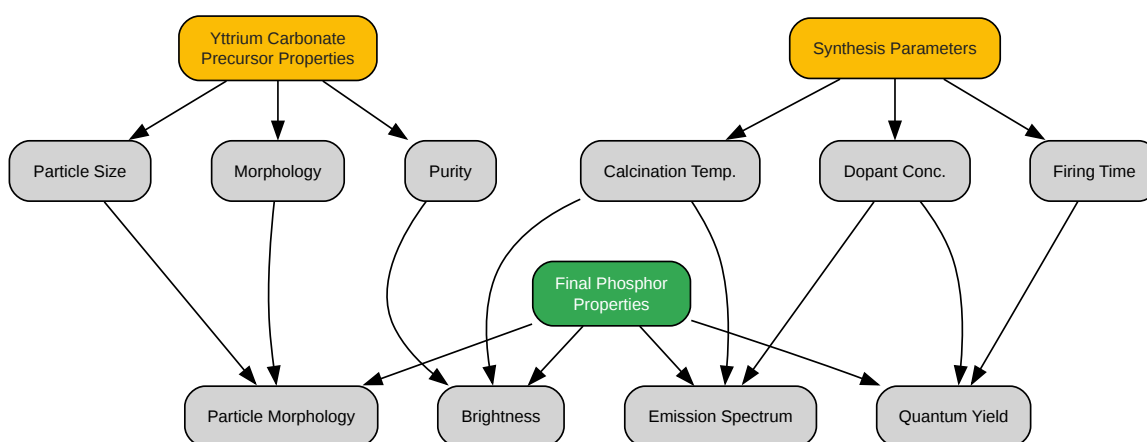 Yttrium Carbonate
Precursor Properties
Synthesis Parameters
Particle Size
Morphology
Purity
Calcination Temp.
Dopant Conc.
Firing Time
Final Phosphor
Properties
Particle Morphology
Brightness
Emission Spectrum
Quantum Yield